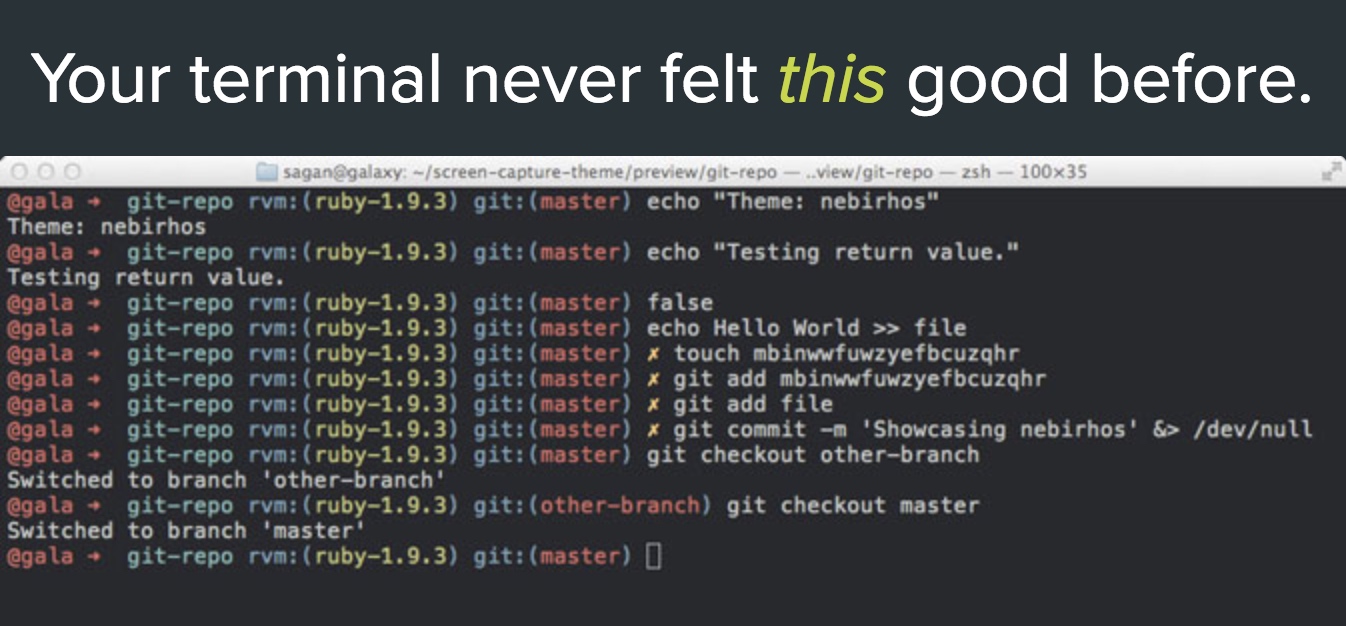 Your terminal never felt this good before.
sagan@galaxy: ~/screen-capture-theme/preview/git-repo — ..view/git-repo — zsh — 100×35
@gala ➜ git-repo rvm:(ruby-1.9.3) git:(master) echo "Theme: nebirhos"
Theme: nebirhos
@gala ➜ git-repo rvm:(ruby-1.9.3) git:(master) echo "Testing return value."
Testing return value.
@gala ➜ git-repo rvm:(ruby-1.9.3) git:(master) false
@gala ➜ git-repo rvm:(ruby-1.9.3) git:(master) echo Hello World >> file
@gala ➜ git-repo rvm:(ruby-1.9.3) git:(master) ✗ touch mbinwwfuwzyefbcuzqhr
@gala ➜ git-repo rvm:(ruby-1.9.3) git:(master) ✗ git add mbinwwfuwzyefbcuzqhr
@gala ➜ git-repo rvm:(ruby-1.9.3) git:(master) ✗ git add file
@gala ➜ git-repo rvm:(ruby-1.9.3) git:(master) ✗ git commit -m 'Showcasing nebirhos' &> /dev/null
@gala ➜ git-repo rvm:(ruby-1.9.3) git:(master) git checkout other-branch
Switched to branch 'other-branch'
@gala ➜ git-repo rvm:(ruby-1.9.3) git:(other-branch) git checkout master
Switched to branch 'master'
@gala ➜ git-repo rvm:(ruby-1.9.3) git:(master)